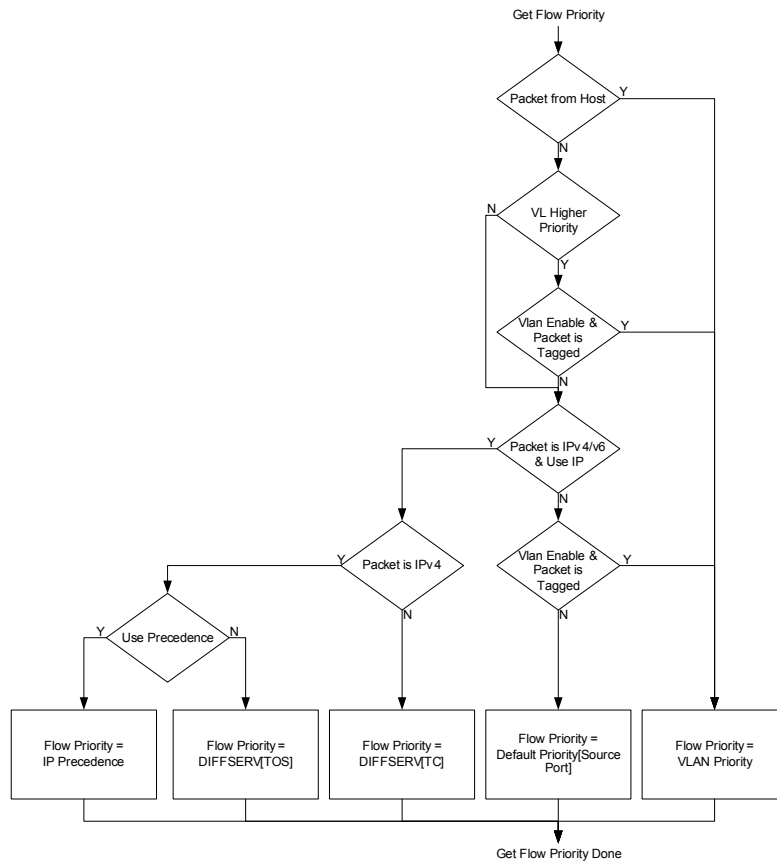 Get Flow Priority
Packet from Host
Y
N
VL Higher
Priority
N
Y
Vlan Enable &
Packet is
Tagged
Y
N
Packet is IPv4/v6
& Use IP
Y
N
Packet is IPv4
Y
N
Vlan Enable &
Packet is
Tagged
Y
N
Use Precedence
Y
N
Flow Priority =
IP Precedence
Flow Priority =
DIFFSERV[TOS]
Flow Priority =
DIFFSERV[TC]
Flow Priority =
Default Priority[Source
Port]
Flow Priority =
VLAN Priority
Get Flow Priority Done